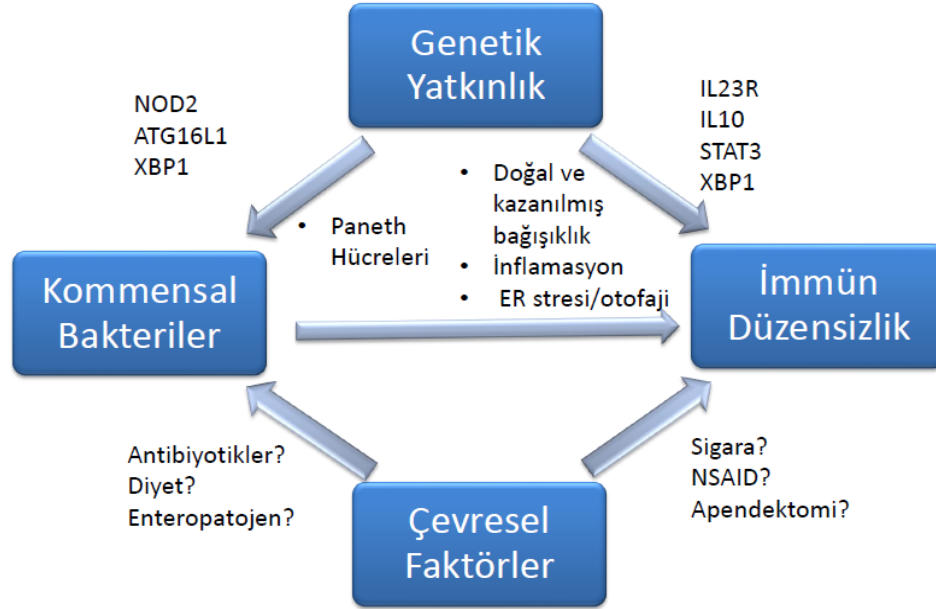 Genetik
Yatkınlık
NOD2
ATG16L1
XBP1
IL23R
IL10
STAT3
XBP1
• Paneth
Hücreleri
• Doğal ve
kazanılmış
bağışıklık
• İnflamasyon
• ER stresi/otofaji
Kommensal
Bakteriler
İmmün
Düzensizlik
Antibiyotikler?
Diyet?
Enteropatojen?
Sigara?
NSAID?
Apendektomi?
Çevresel
Faktörler